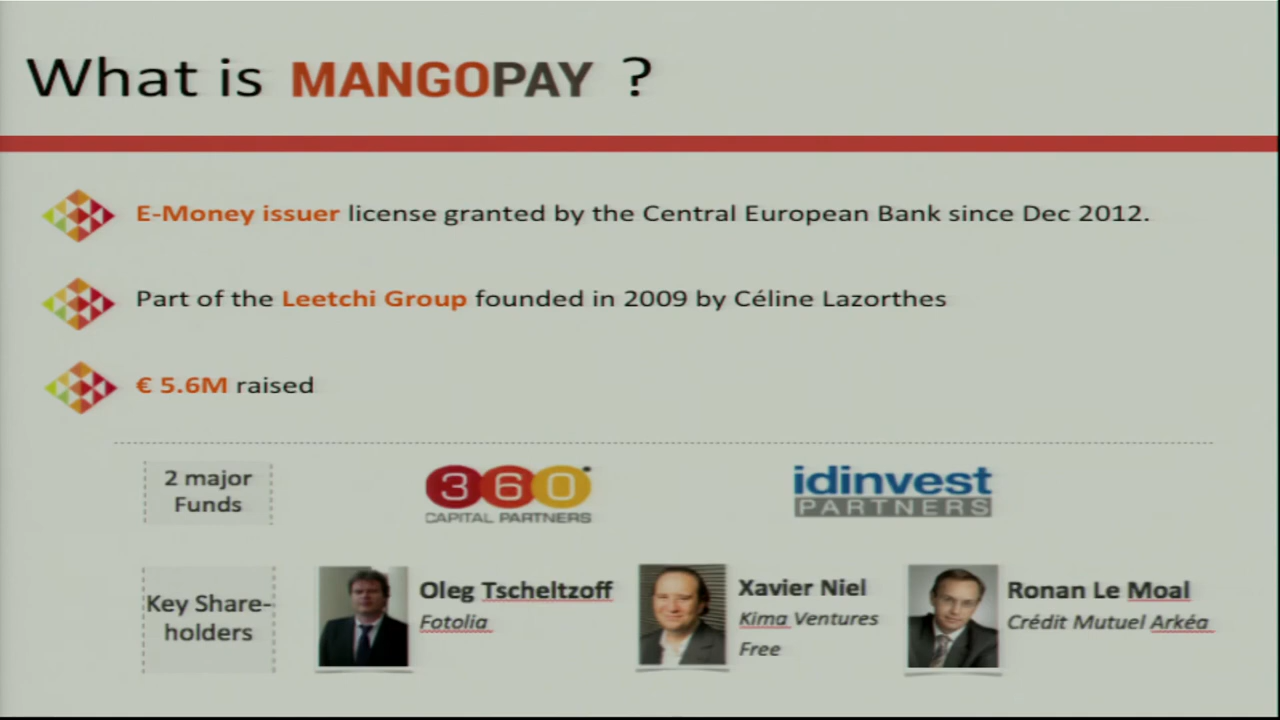 What is MANGOPAY ?
E-Money issuer license granted by the Central European Bank since Dec 2012.
Part of the Leetchi Group founded in 2009 by Céline Lazorthes
€ 5.6M raised
2 major
Funds
360
CAPITAL PARTNERS
idinvest
PARTNERS
Key Share-
holders
Oleg Tscheltzoff
Fotolia
Xavier Niel
Kima Ventures
Free
Ronan Le Moal
Crédit Mutuel Arkéa